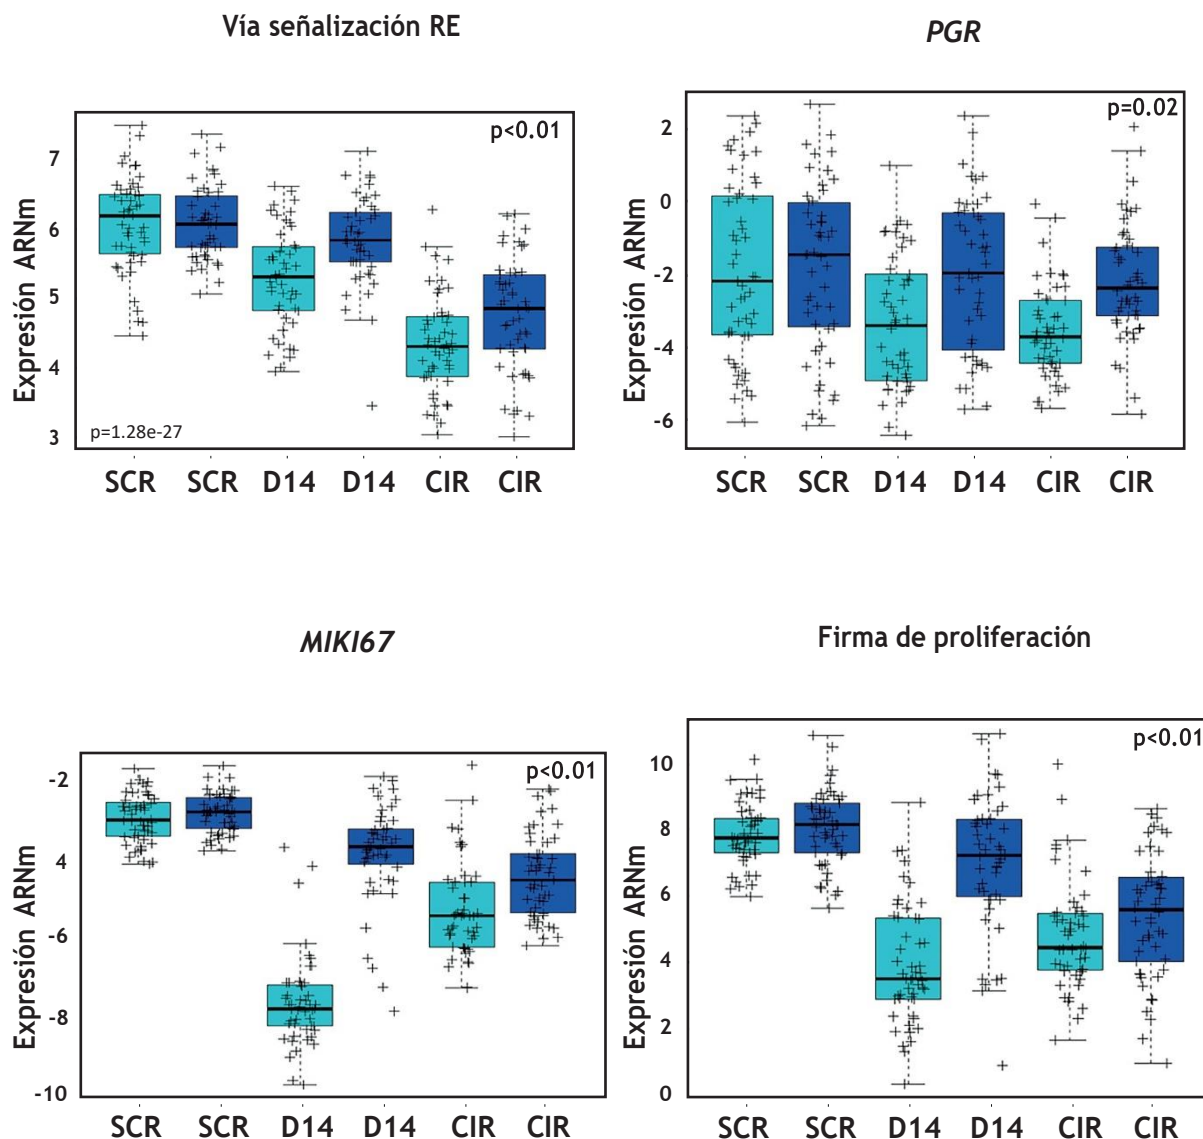 Vía señalización RE
Expresión ARNm
7
6
5
4
3
p<0.01
p=1.28e-27
SCR SCR D14 D14 CIR CIR
PGR
Expresión ARNm
2
0
-2
-4
-6
p=0.02
SCR SCR D14 D14 CIR CIR
MIKI67
Expresión ARNm
-2
4
-6
-8
-10
p<0.01
SCR SCR D14 D14 CIR CIR
Firma de proliferación
Expresión ARNm
10
8
6
4
2
0
p<0.01
SCR SCR D14 D14 CIR CIR